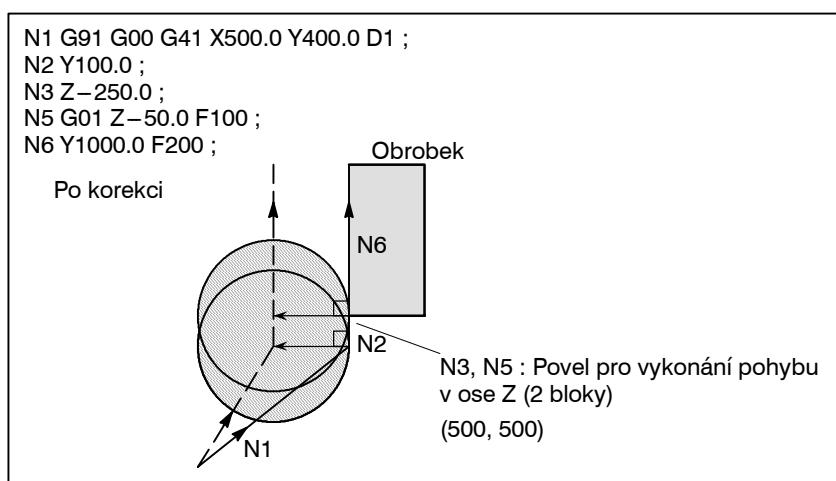 N1 G91 G00 G41 X500.0 Y400.0 D1 ;
N2 Y100.0 ;
N3 Z−250.0 ;
N5 G01 Z−50.0 F100 ;
N6 Y1000.0 F200 ;
Obrobek
Po korekci
N6
N2
N3, N5 : Povel pro vykonání pohybu
v ose Z (2 bloky)
(500, 500)
N1